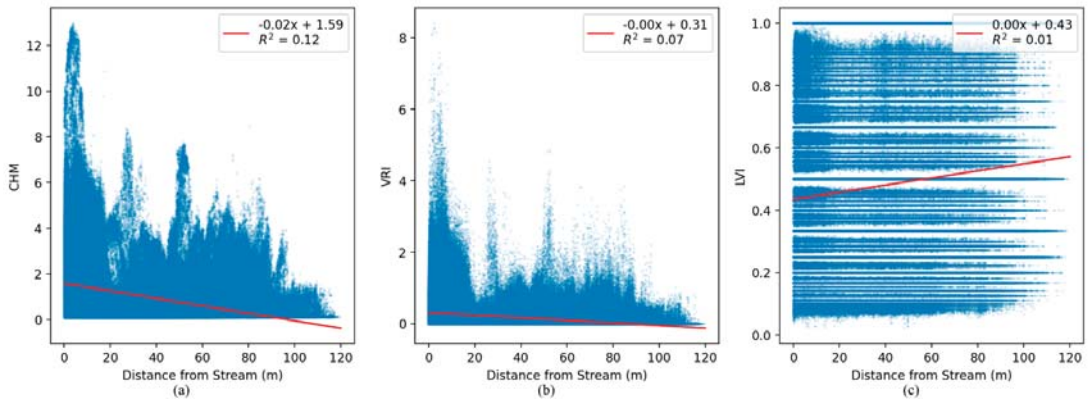 -0.02x + 1.59
R² = 0.12
12
10
8
6
4
2
0
CHM
0 20 40 60 80 100 120
Distance from Stream (m)
(a)
-0.00x + 0.31
R² = 0.07
8
6
4
2
0
VRI
0 20 40 60 80 100 120
Distance from Stream (m)
(b)
0.00x + 0.43
R² = 0.01
1.0
0.8
0.6
0.4
0.2
0.0
LVI
0 20 40 60 80 100 120
Distance from Stream (m)
(c)